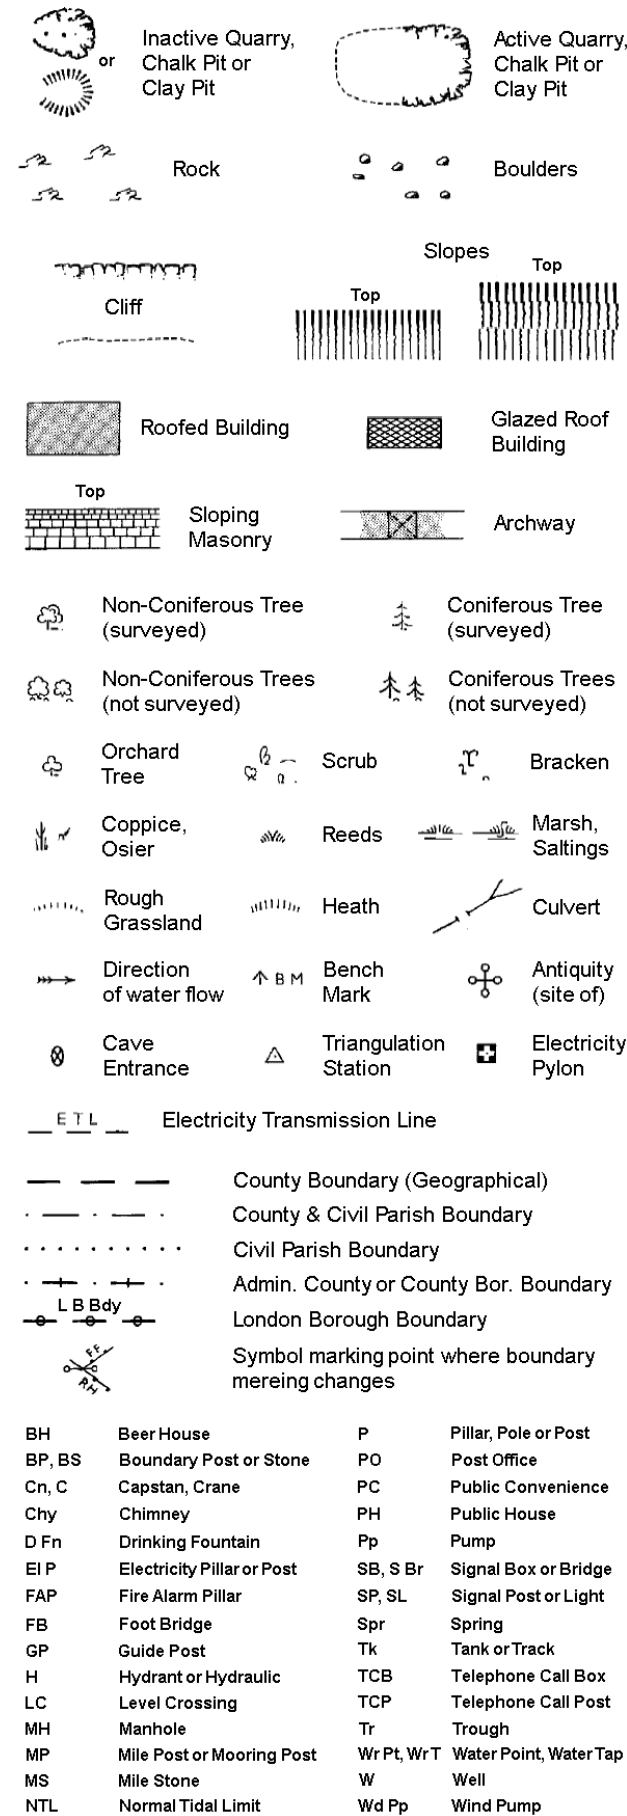 or
Inactive Quarry,
Chalk Pit or
Clay Pit
Active Quarry,
Chalk Pit or
Clay Pit
Rock
Boulders
Cliff
Slopes
Top
Top
Roofed Building
Glazed Roof
Building
Top
Sloping
Masonry
Archway
Non-Coniferous Tree
(surveyed)
Coniferous Tree
(surveyed)
Non-Coniferous Trees
(not surveyed)
Coniferous Trees
(not surveyed)
Orchard
Tree
Scrub
Bracken
Coppice,
Osier
Reeds
Marsh,
Saltings
Rough
Grassland
Heath
Culvert
Direction
of water flow
B M
Bench
Mark
Antiquity
(site of)
Cave
Entrance
Triangulation
Station
Electricity
Pylon
E T L
Electricity Transmission Line
County Boundary (Geographical)
County & Civil Parish Boundary
Civil Parish Boundary
Admin. County or County Bor. Boundary
L B Bdy
London Borough Boundary
FF
RH
Symbol marking point where boundary
mereing changes
BH Beer House
BP, BS Boundary Post or Stone
Cn, C Capstan, Crane
Chy Chimney
D Fn Drinking Fountain
El P Electricity Pillar or Post
FAP Fire Alarm Pillar
FB Foot Bridge
GP Guide Post
H Hydrant or Hydraulic
LC Level Crossing
MH Manhole
MP Mile Post or Mooring Post
MS Mile Stone
NTL Normal Tidal Limit
P Pillar, Pole or Post
PO Post Office
PC Public Convenience
PH Public House
Pp Pump
SB, S Br Signal Box or Bridge
SP, SL Signal Post or Light
Spr Spring
Tk Tank or Track
TCB Telephone Call Box
TCP Telephone Call Post
Tr Trough
Wr Pt, Wr T Water Point, Water Tap
W Well
Wd Pp Wind Pump